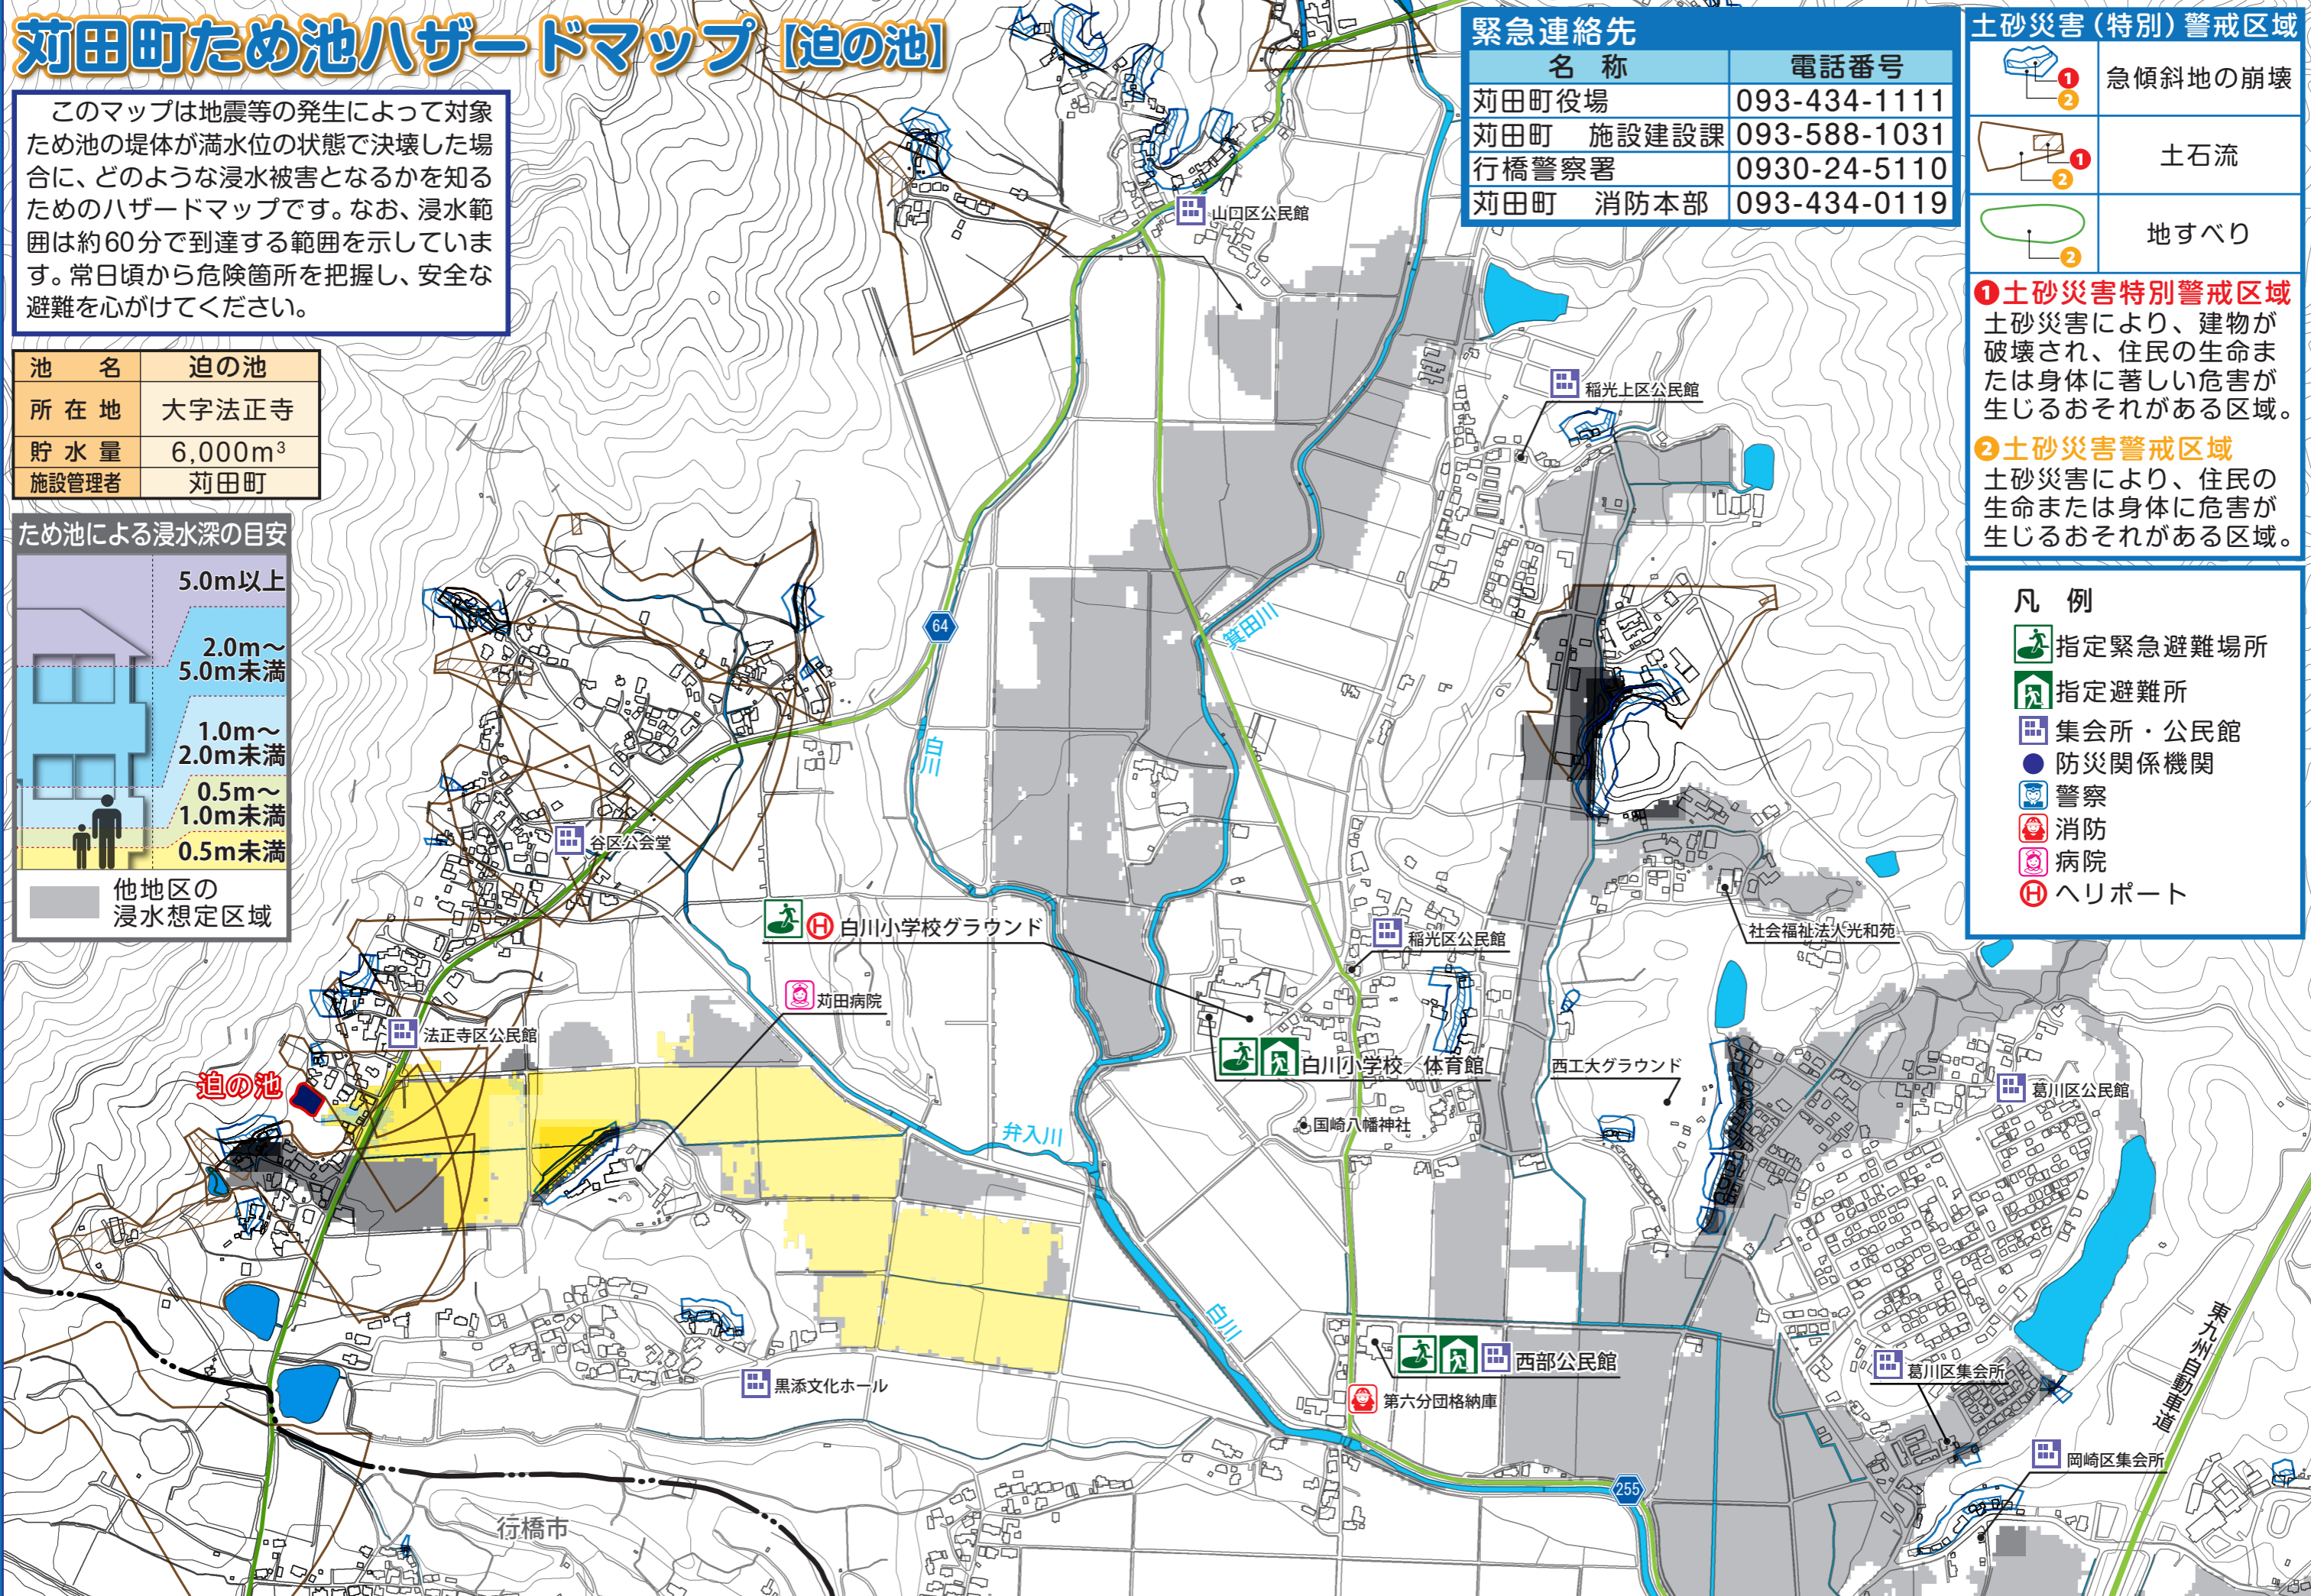 苅田町ため池ハザードマップ【迫の池】
このマップは地震等の発生によって対象
ため池の堤体が満水位の状態で決壊した場
合に、どのような浸水被害となるかを知る
ためのハザードマップです。なお、浸水範
囲は約60分で到達する範囲を示していま
す。常日頃から危険箇所を把握し、安全な
避難を心がけてください。
池 名 迫の池
所在地 大字法正寺
貯水量 6,000m³
施設管理者 苅田町
ため池による浸水深の目安
5.0m以上
2.0m〜
5.0m未満
1.0m〜
2.0m未満
0.5m〜
1.0m未満
0.5m未満
他地区の
浸水想定区域
緊急連絡先
名 称 電話番号
苅田町役場 093-434-1111
苅田町 施設建設課 093-588-1031
行橋警察署 0930-24-5110
苅田町 消防本部 093-434-0119
土砂災害(特別)警戒区域
1 2 急傾斜地の崩壊
1 2 土石流
2 地すべり
❶土砂災害特別警戒区域
土砂災害により、建物が
破壊され、住民の生命ま
たは身体に著しい危害が
生じるおそれがある区域。
❷土砂災害警戒区域
土砂災害により、住民の
生命または身体に危害が
生じるおそれがある区域。
凡 例
指定緊急避難場所
指定避難所
集会所・公民館
防災関係機関
警察
消防
病院
H ヘリポート
山口区公民館
稲光上区公民館
64
箕田川
白川
谷区公会堂
H 白川小学校グラウンド
稲光区公民館
社会福祉法人光和苑
苅田病院
法正寺区公民館
白川小学校/体育館
西工大グラウンド
迫の池
葛川区公民館
国崎八幡神社
弁入川
白川
西部公民館
葛川区集会所
東九州自動車道
黒添文化ホール
第六分団格納庫
岡崎区集会所
255
行橋市